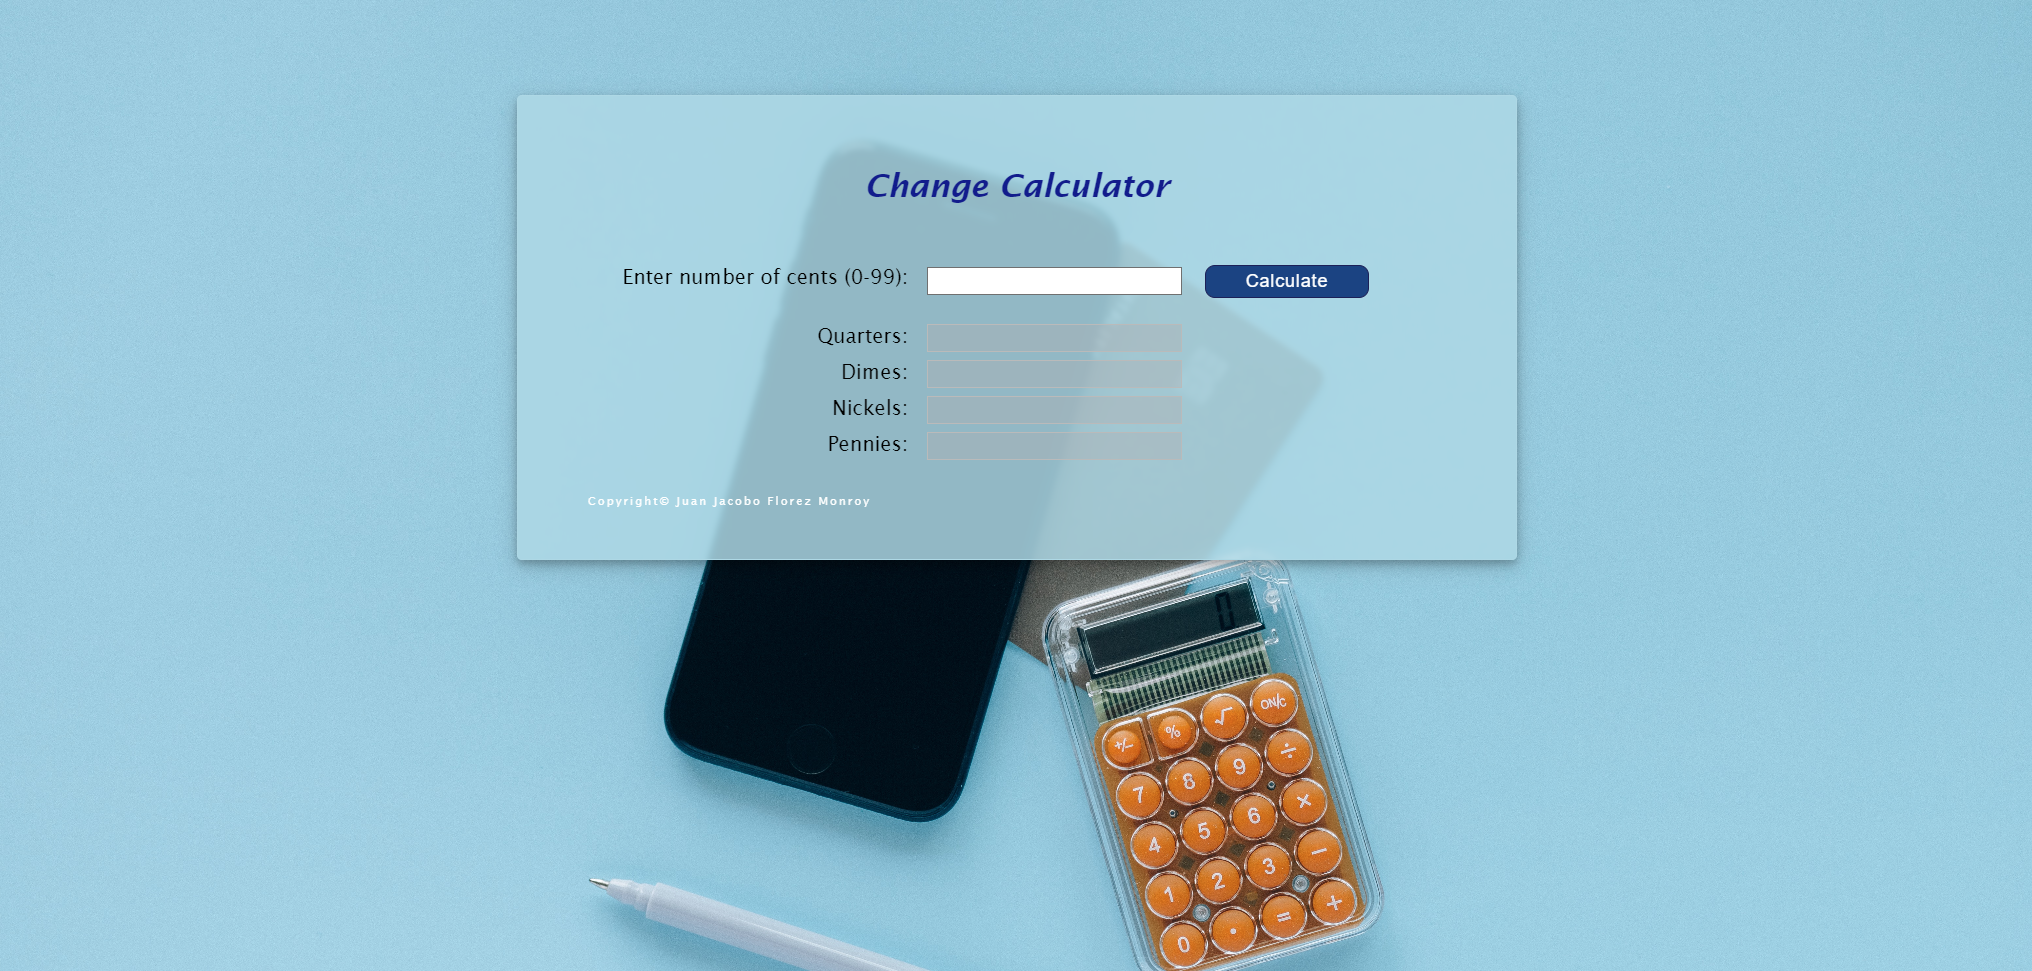 Change Calculator
Enter number of cents (0-99):
Calculate
Quarters:
Dimes:
Nickels:
Pennies:
Copyright© Juan Jacobo Florez Monroy
0
+/- % √ ON/C
7 8 9 ÷
4 5 6 ×
1 2 3 −
0 . = +